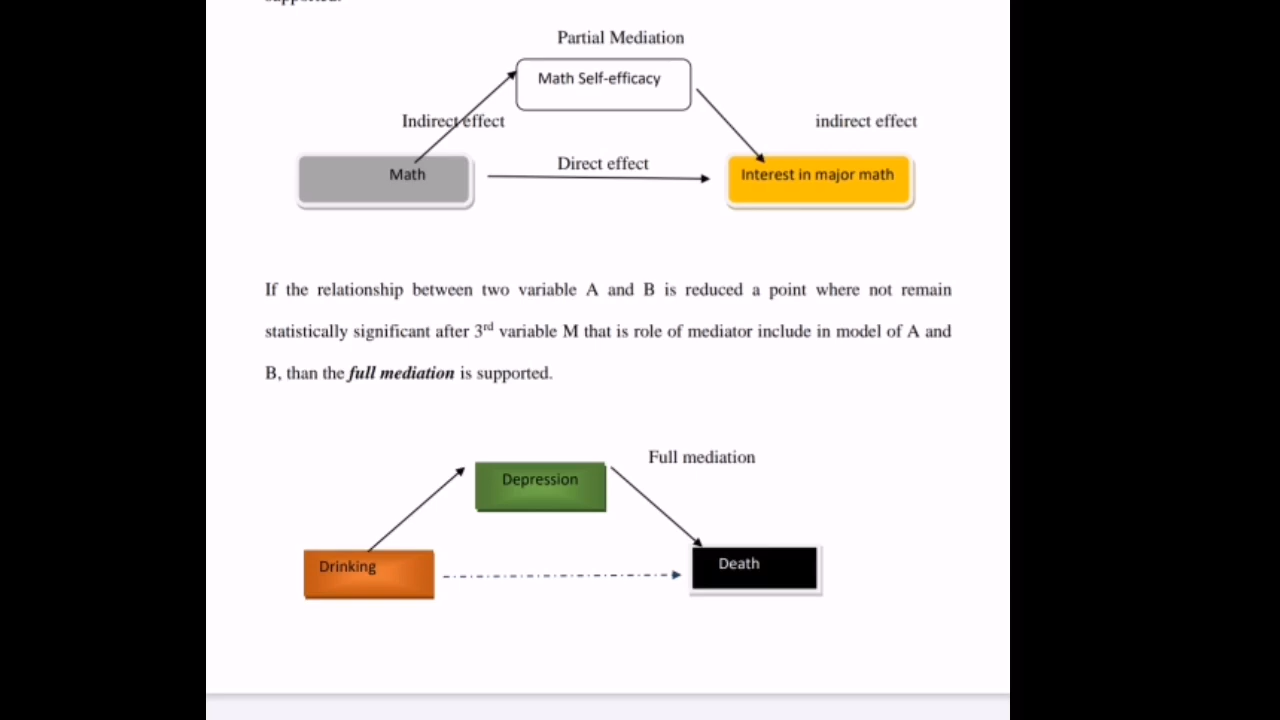 supported.
Partial Mediation
Math Self-efficacy
Indirect effect
indirect effect
Direct effect
Math
Interest in major math
If the relationship between two variable A and B is reduced a point where not remain
statistically significant after 3rd variable M that is role of mediator include in model of A and
B, than the full mediation is supported.
Full mediation
Depression
Drinking
Death